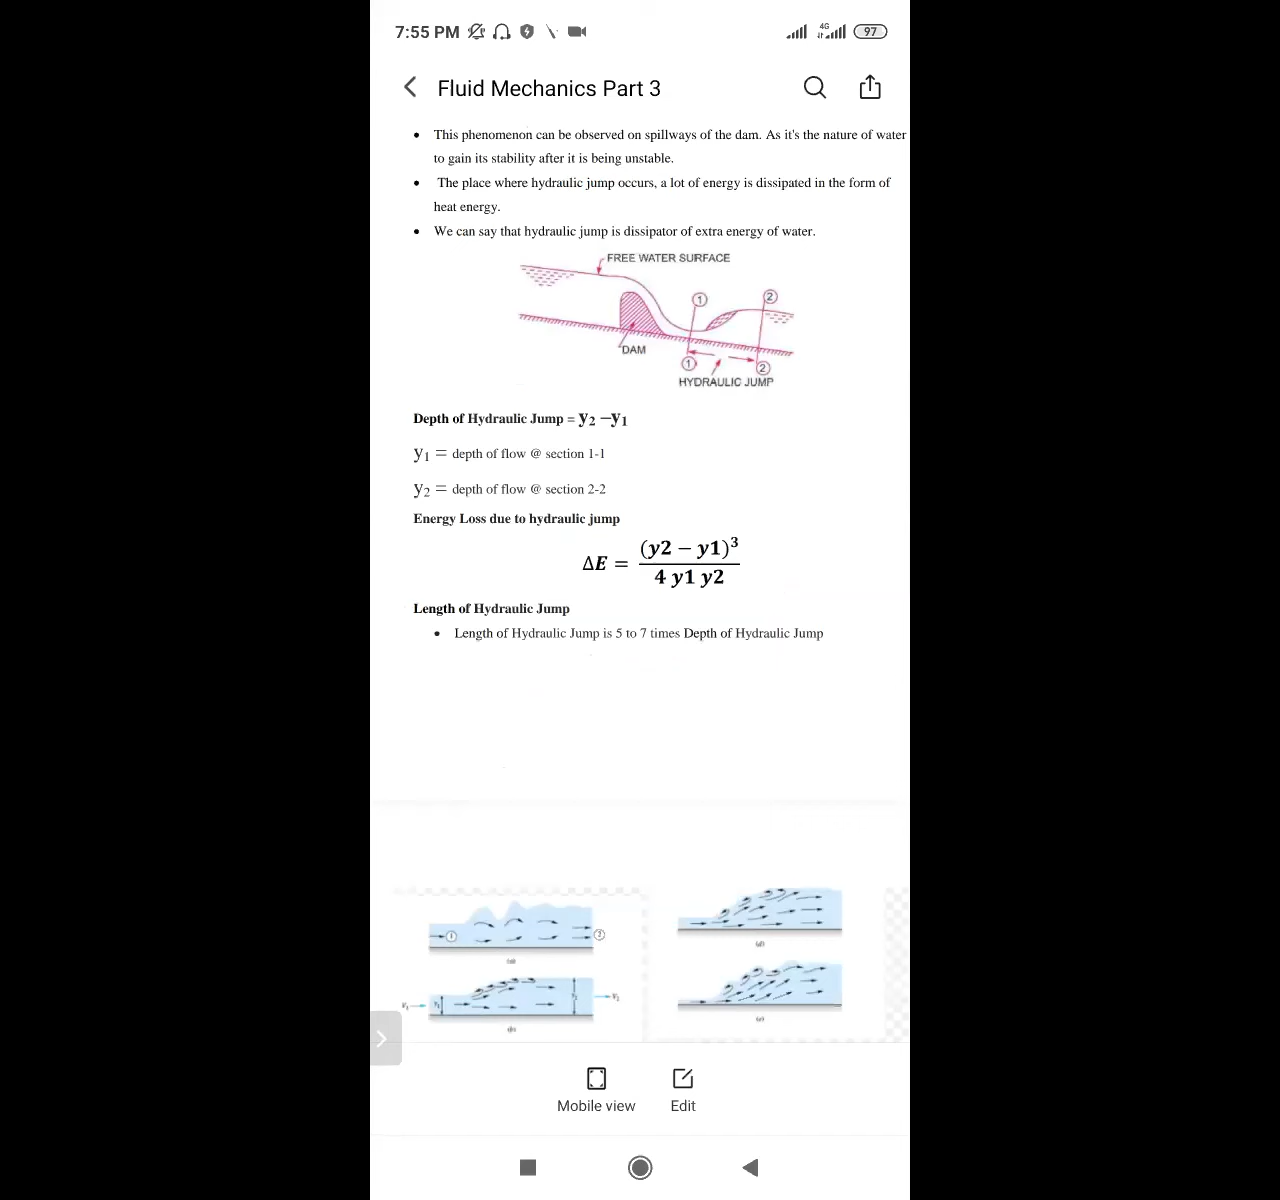 7:55 PM
4G
97
Fluid Mechanics Part 3
• This phenomenon can be observed on spillways of the dam. As it's the nature of water
to gain its stability after it is being unstable.
• The place where hydraulic jump occurs, a lot of energy is dissipated in the form of
heat energy.
• We can say that hydraulic jump is dissipator of extra energy of water.
FREE WATER SURFACE
1
2
DAM
1
2
HYDRAULIC JUMP
Depth of Hydraulic Jump = y₂ –y₁
y₁ = depth of flow @ section 1-1
y₂ = depth of flow @ section 2-2
Energy Loss due to hydraulic jump
ΔE = (y2 − y1)³ / 4 y1 y2
Length of Hydraulic Jump
• Length of Hydraulic Jump is 5 to 7 times Depth of Hydraulic Jump
1
2
(d)
V₁
V₂
(b)
(e)
Mobile view
Edit